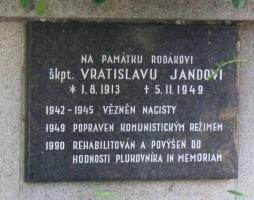 NA PAMÁTKU RODÁKOVI
škpt. VRATISLAVU JANDOVI
* 1.8.1913 + 5.11.1949
1942-1945 VĚZNĚN NACISTY
1949 POPRAVEN KOMUNISTICKÝM REŽIMEM
1990 REHABILITOVÁN A POVÝŠEN DO
HODNOSTI PLUKOVNÍKA IN MEMORIAM